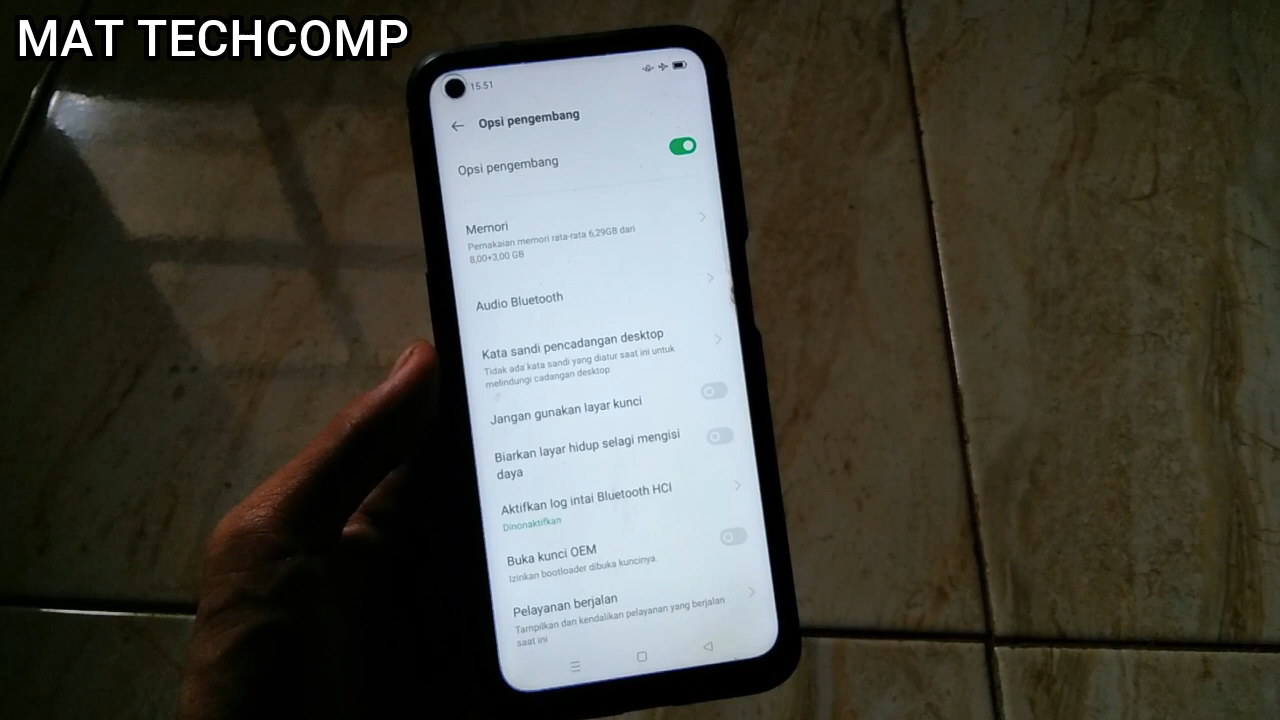 MAT TECHCOMP
15.51
Opsi pengembang
Opsi pengembang
Memori
Pemakaian memori rata-rata 6,29GB dari
8,00+3,00 GB
Audio Bluetooth
Kata sandi pencadangan desktop
Tidak ada kata sandi yang diatur saat ini untuk
melindungi cadangan desktop
Jangan gunakan layar kunci
Biarkan layar hidup selagi mengisi
daya
Aktifkan log intai Bluetooth HCI
Dinonaktifkan
Buka kunci OEM
Izinkan bootloader dibuka kuncinya.
Pelayanan berjalan
Tampilkan dan kendalikan pelayanan yang berjalan
saat ini